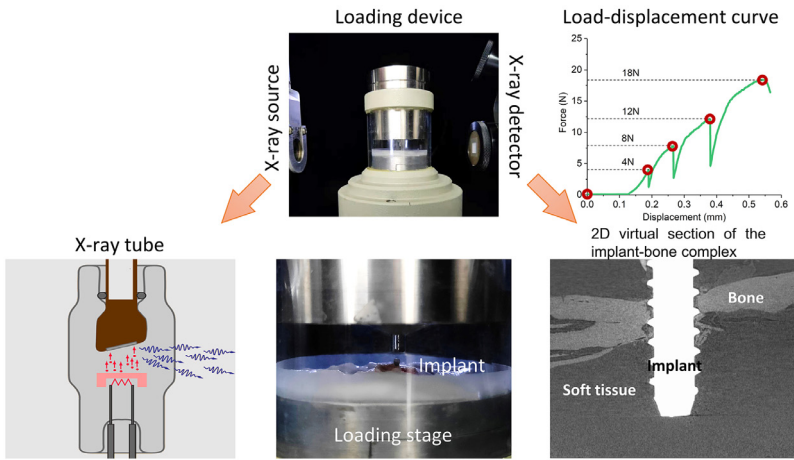 Loading device
Load-displacement curve
X-ray source
X-ray detector
Force (N)
25
20
15
10
5
0
18N
12N
8N
4N
0.0
0.1
0.2
0.3
0.4
0.5
0.6
Displacement (mm)
X-ray tube
2D virtual section of the
implant-bone complex
Implant
Loading stage
Bone
Implant
Soft tissue